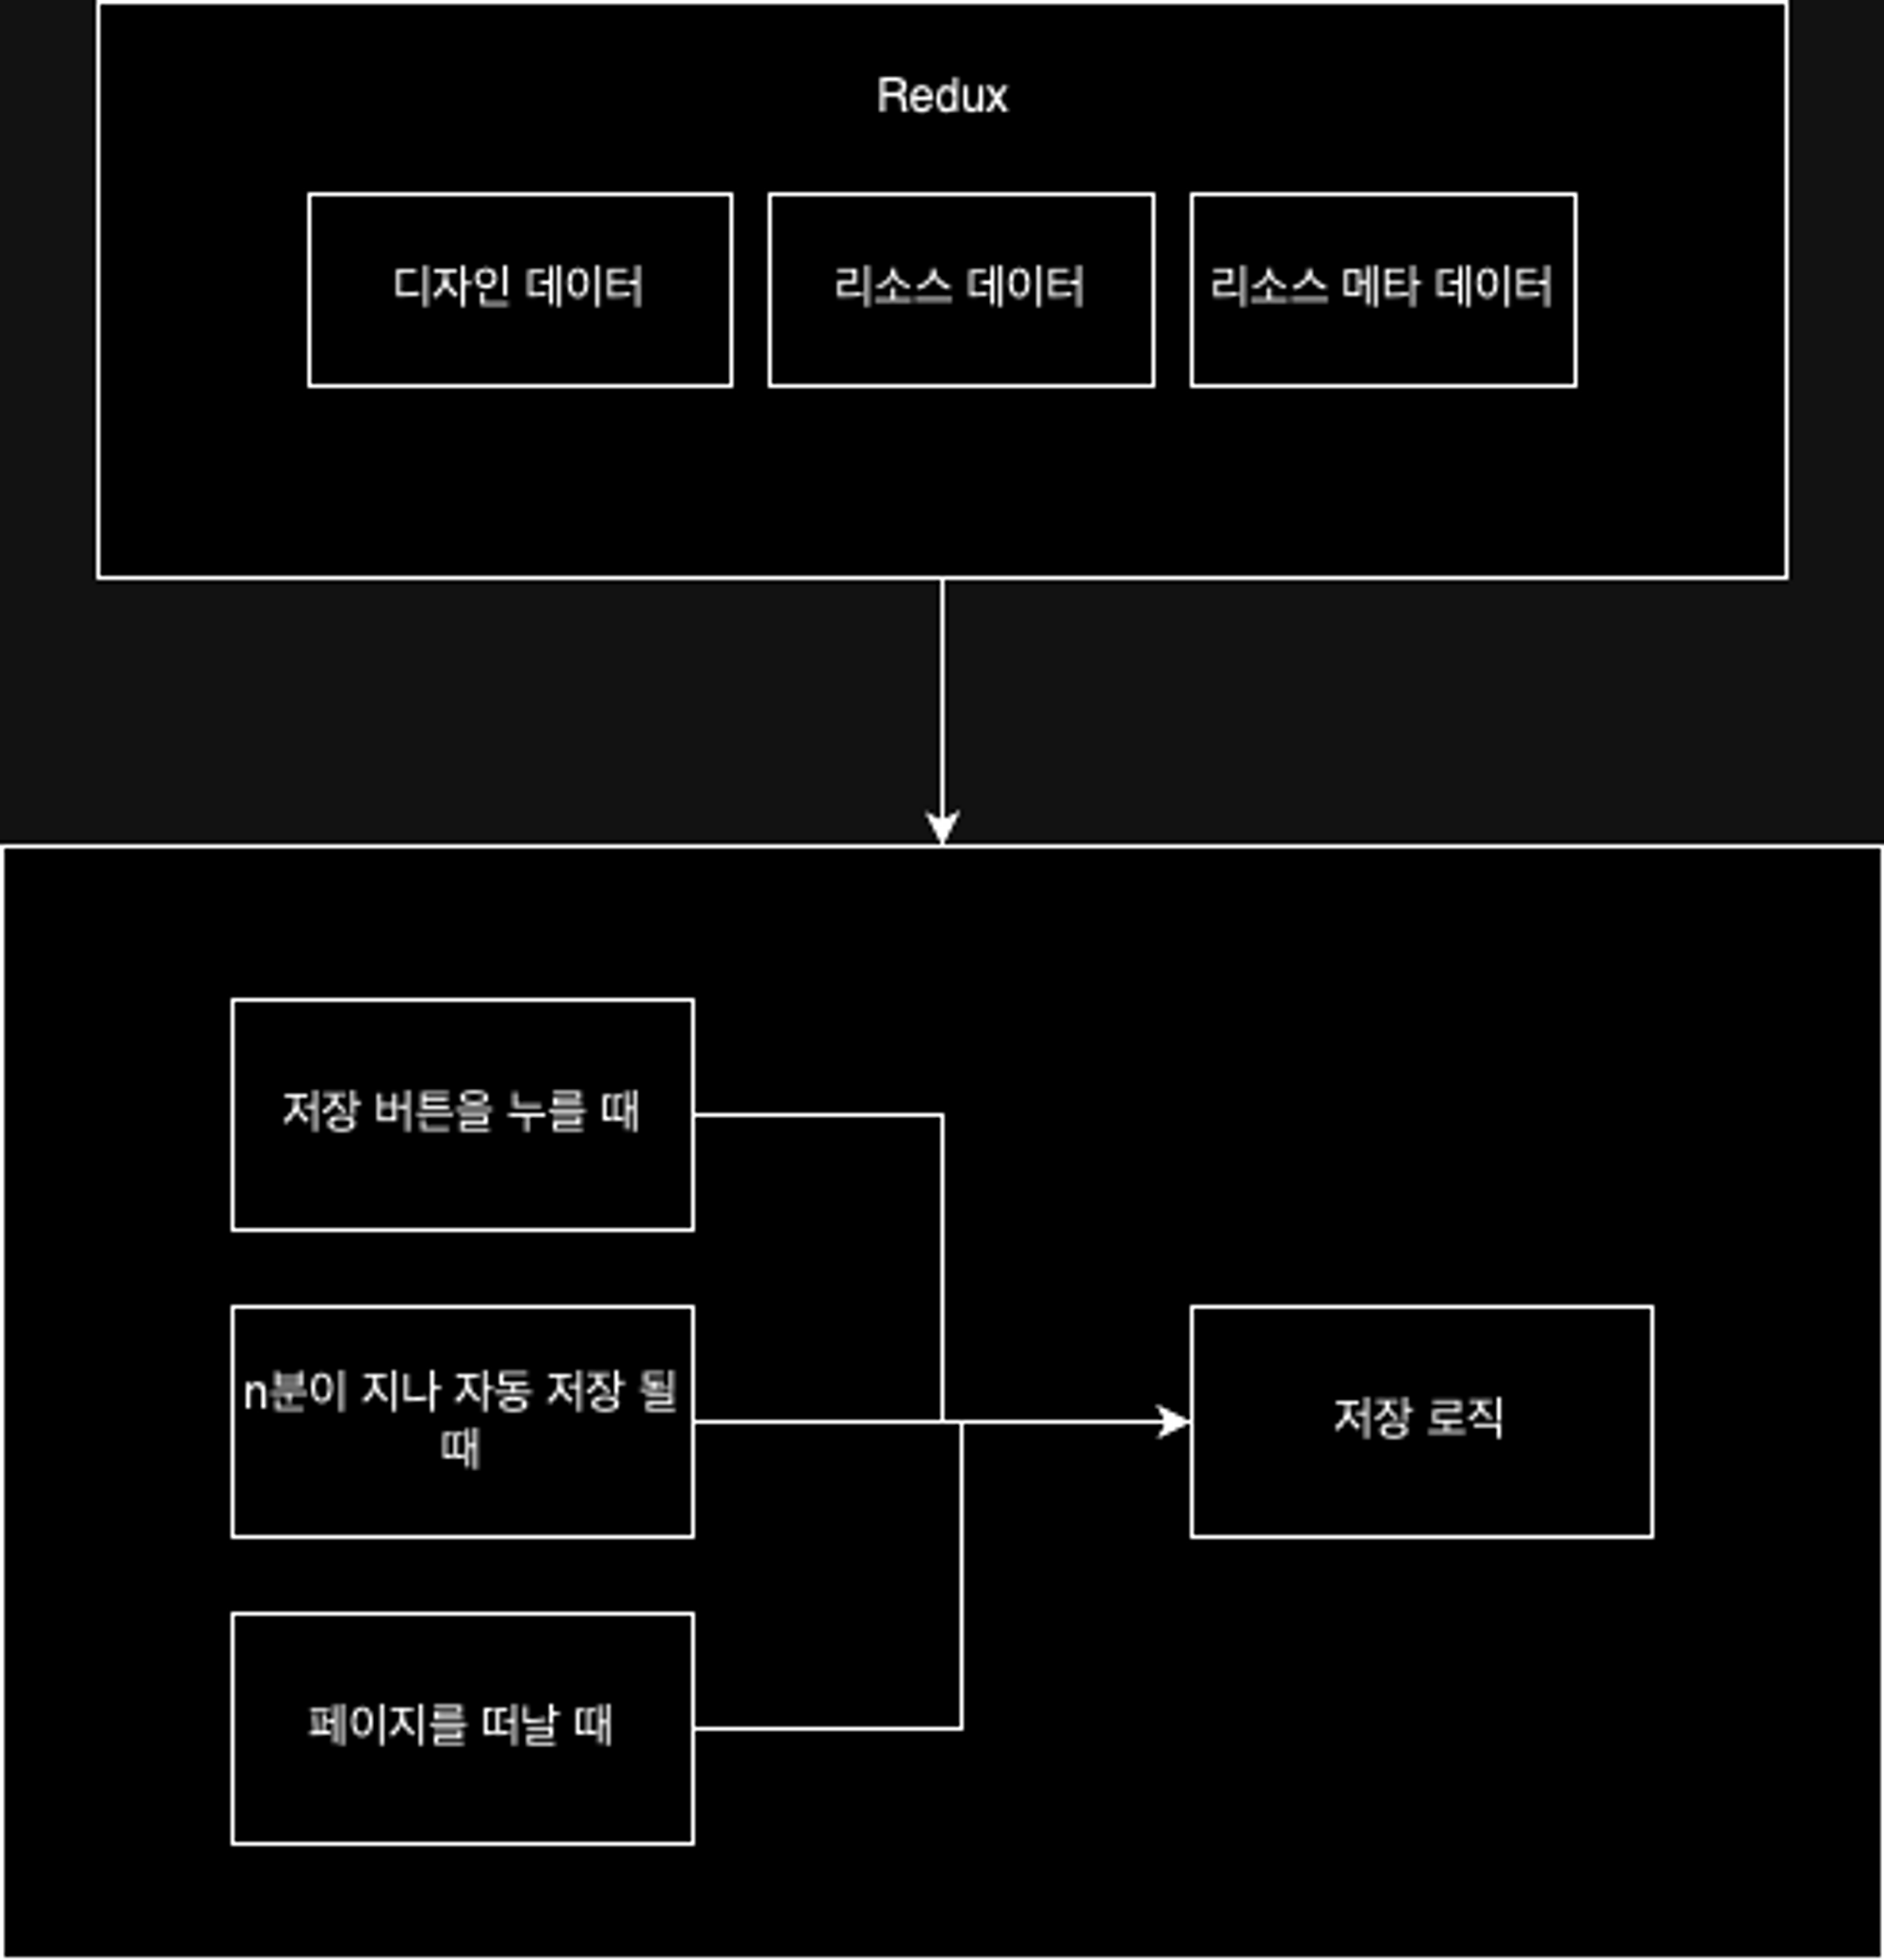 Redux
디자인 데이터
리소스 데이터
리소스 메타 데이터
저장 버튼을 누를 때
n분이 지나 자동 저장 될
때
저장 로직
페이지를 떠날 때